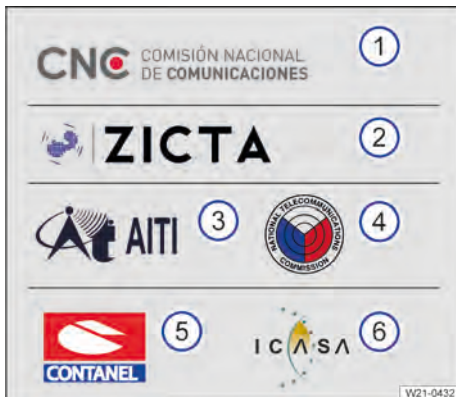 CNC COMISIÓN NACIONAL
DE COMUNICACIONES
1
ZICTA
2
At AITI
3
NATIONAL TELECOMMUNICATIONS
COMMISSION
4
CONTANEL
5
ICASA
6
W21-0432